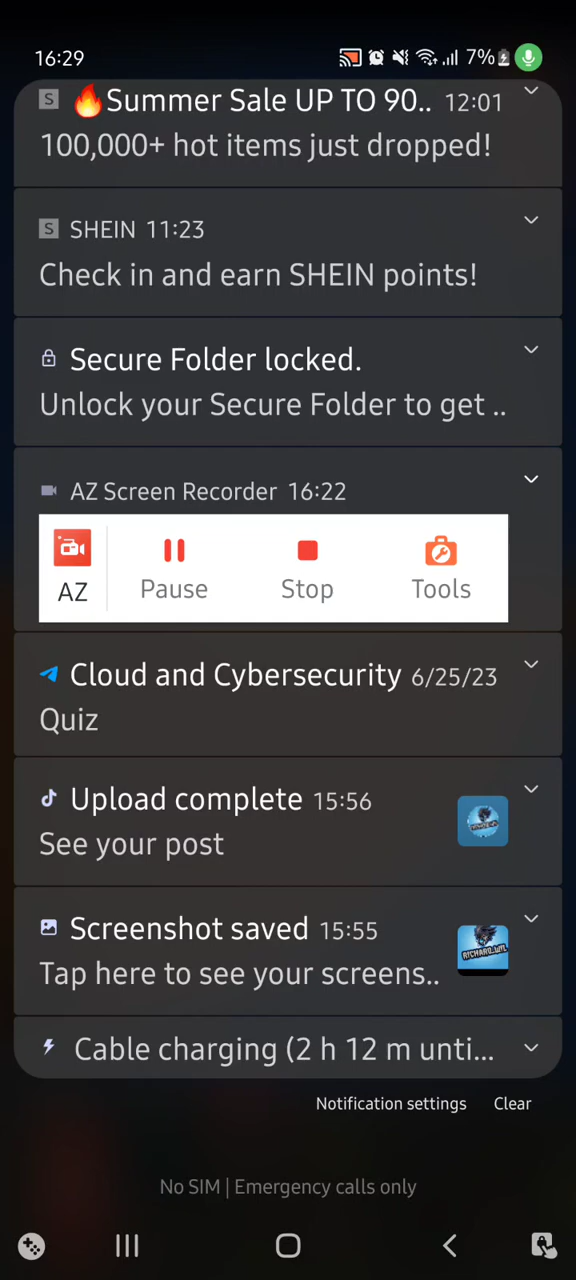 16:29
7%
S 🔥Summer Sale UP TO 90.. 12:01
100,000+ hot items just dropped!
S SHEIN 11:23
Check in and earn SHEIN points!
Secure Folder locked.
Unlock your Secure Folder to get ..
AZ Screen Recorder 16:22
AZ Pause Stop Tools
Cloud and Cybersecurity 6/25/23
Quiz
Upload complete 15:56
See your post
Screenshot saved 15:55
Tap here to see your screens..
RICHARD_WTL
Cable charging (2 h 12 m unti...
Notification settings Clear
No SIM | Emergency calls only